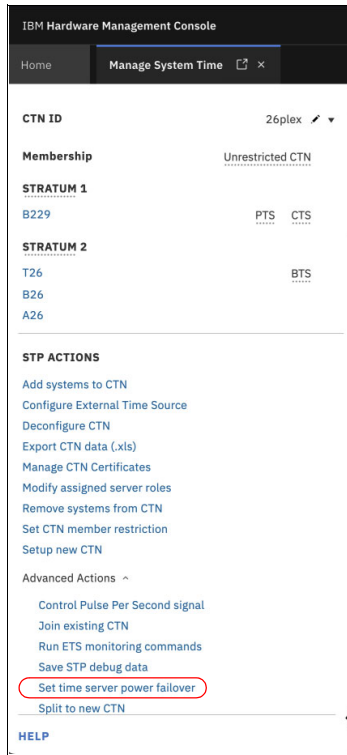 IBM Hardware Management Console
Home Manage System Time
CTN ID 26plex
Membership Unrestricted CTN
STRATUM 1
B229 PTS CTS
STRATUM 2
T26 BTS
B26
A26
STP ACTIONS
Add systems to CTN
Configure External Time Source
Deconfigure CTN
Export CTN data (.xls)
Manage CTN Certificates
Modify assigned server roles
Remove systems from CTN
Set CTN member restriction
Setup new CTN
Advanced Actions
Control Pulse Per Second signal
Join existing CTN
Run ETS monitoring commands
Save STP debug data
Set time server power failover
Split to new CTN
HELP